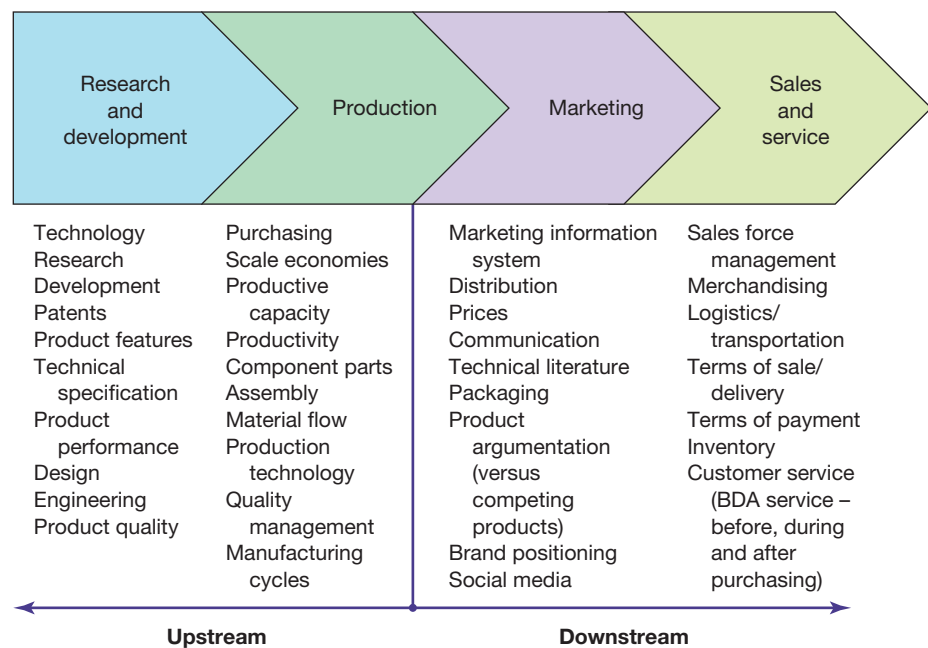 Research
and
development
Production
Marketing
Sales
and
service
Technology
Research
Development
Patents
Product features
Technical
specification
Product
performance
Design
Engineering
Product quality
Purchasing
Scale economies
Productive
capacity
Productivity
Component parts
Assembly
Material flow
Production
technology
Quality
management
Manufacturing
cycles
Marketing information
system
Distribution
Prices
Communication
Technical literature
Packaging
Product
argumentation
(versus
competing
products)
Brand positioning
Social media
Sales force
management
Merchandising
Logistics/
transportation
Terms of sale/
delivery
Terms of payment
Inventory
Customer service
(BDA service –
before, during
and after
purchasing)
Upstream
Downstream